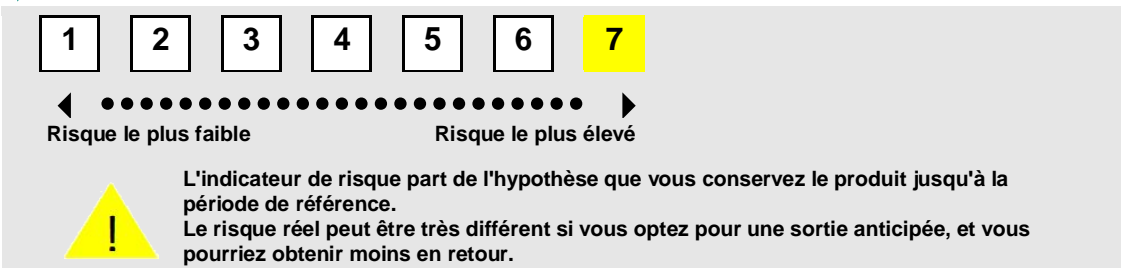 1 2 3 4 5 6 7
Risque le plus faible Risque le plus élevé
L'indicateur de risque part de l'hypothèse que vous conservez le produit jusqu'à la
période de référence.
Le risque réel peut être très différent si vous optez pour une sortie anticipée, et vous
pourriez obtenir moins en retour.
!